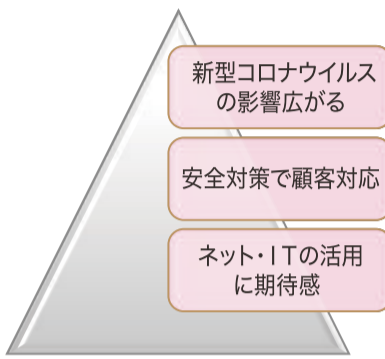 新型コロナウイルス
の影響広がる
安全対策で顧客対応
ネット・ITの活用
に期待感